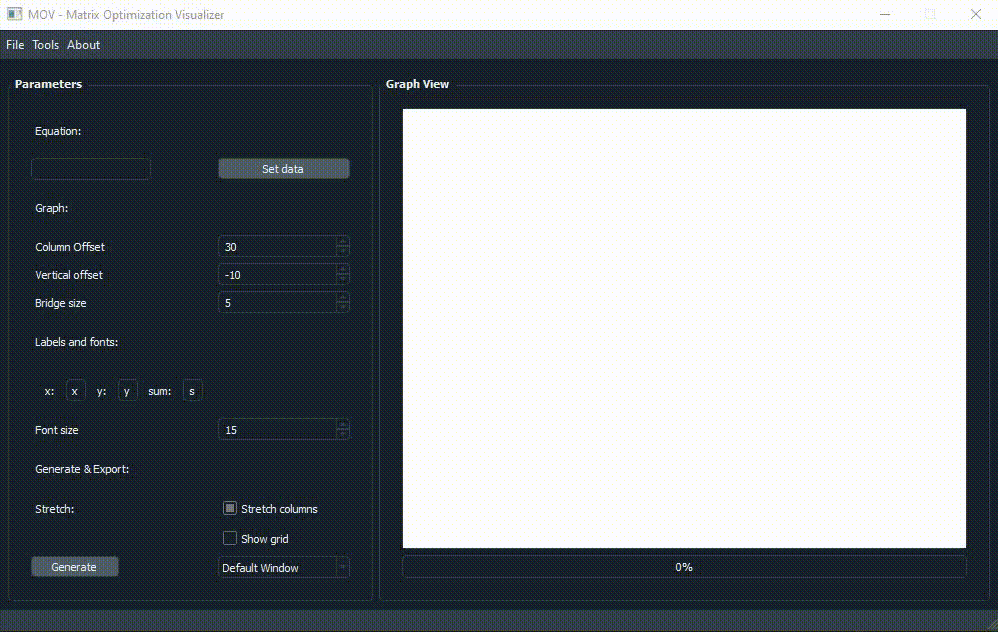 MOV - Matrix Optimization Visualizer
File Tools About
Parameters
Equation:
Set data
Graph:
Column Offset 30
Vertical offset -10
Bridge size 5
Labels and fonts:
x: x y: y sum: s
Font size 15
Generate & Export:
Stretch: Stretch columns
Show grid
Generate Default Window
Graph View
0%